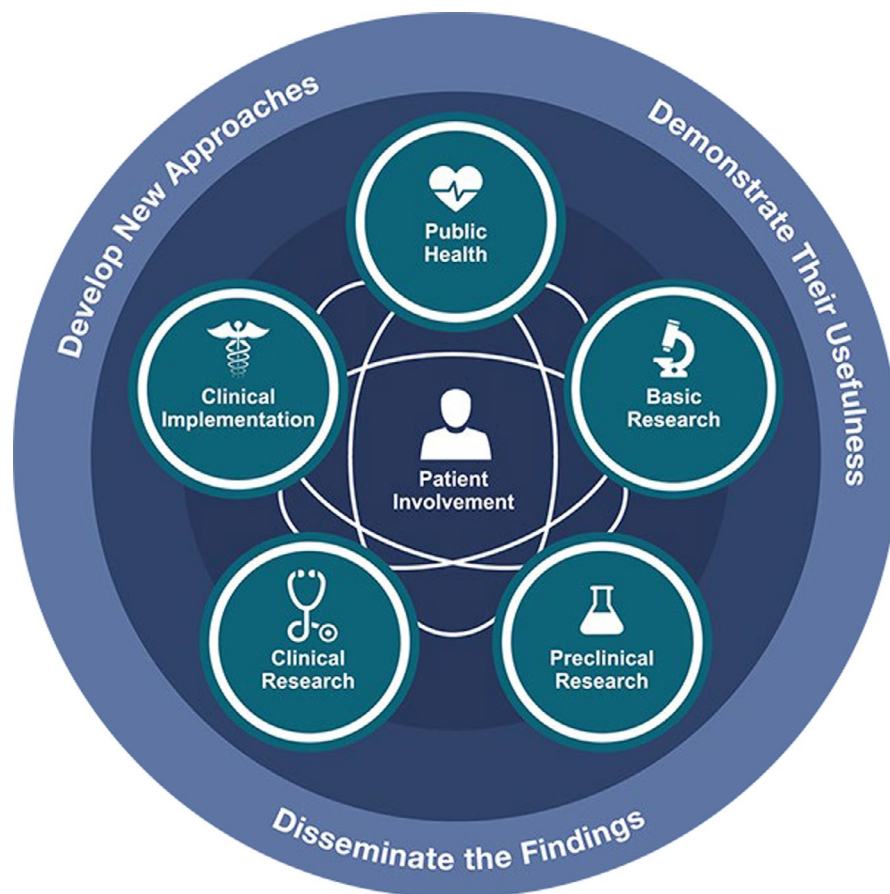 Develop New Approaches
Demonstrate Their Usefulness
Public
Health
Clinical
Implementation
Basic
Research
Patient
Involvement
Clinical
Research
Preclinical
Research
Disseminate the Findings